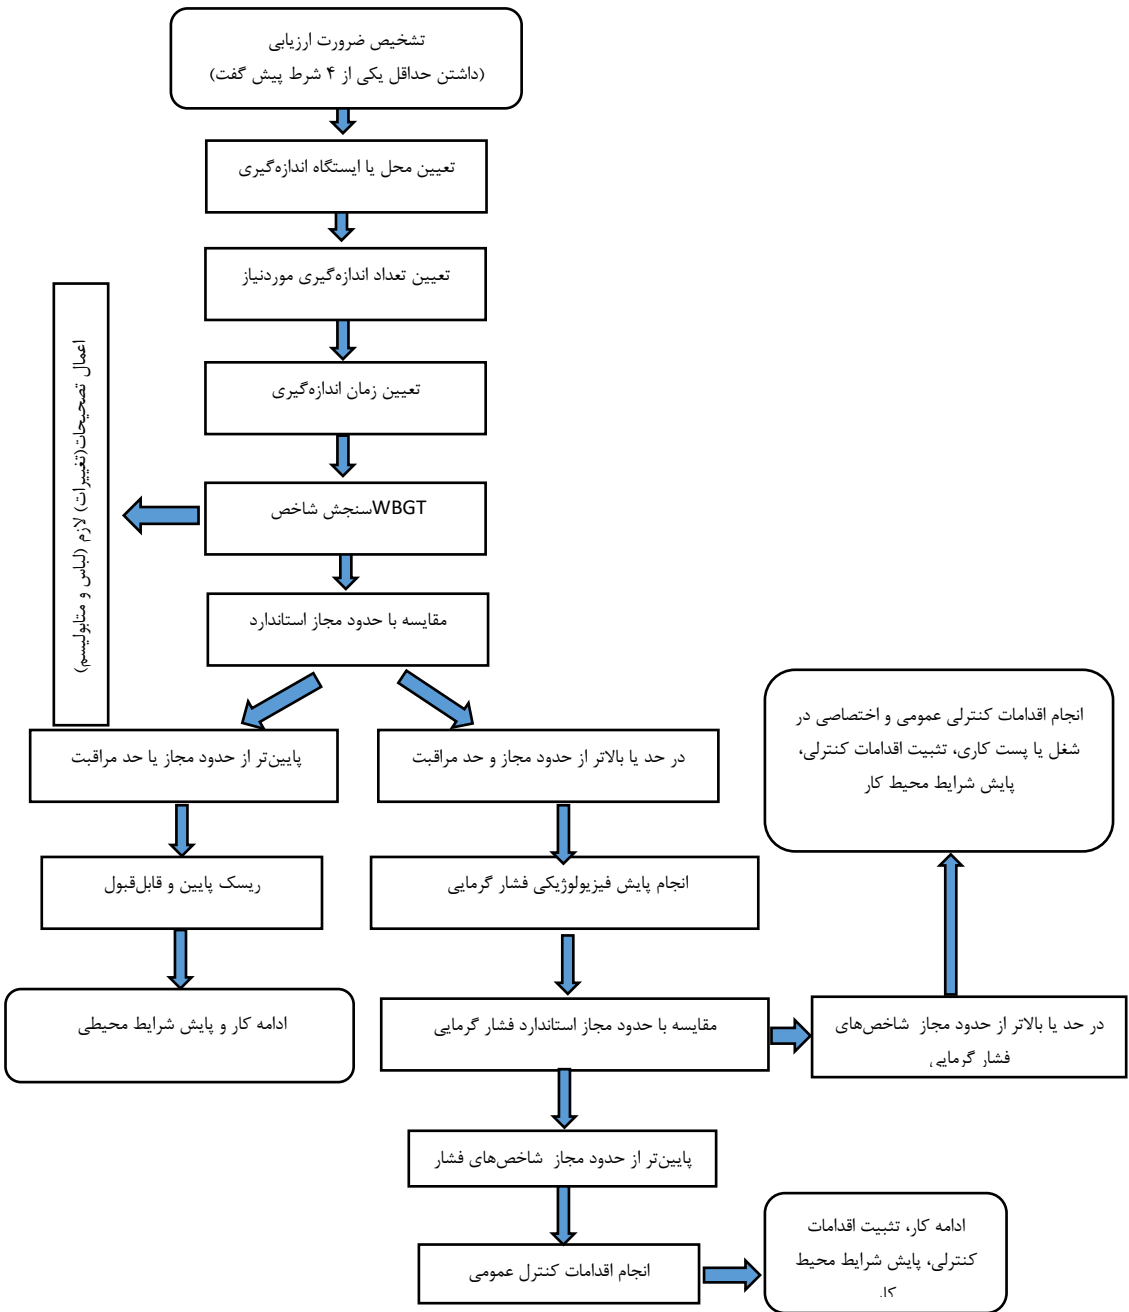 تشخیص ضرورت ارزیابی
(داشتن حداقل یکی از ۴ شرط پیش گفت)
تعیین محل یا ایستگاه اندازه‌گیری
تعیین تعداد اندازه‌گیری موردنیاز
تعیین زمان اندازه‌گیری
WBGTسنجش شاخص
اعمال تصحیحات(تغییرات) لازم (لباس و متابولیسم)
مقایسه با حدود مجاز استاندارد
پایین‌تر از حدود مجاز یا حد مراقبت
در حد یا بالاتر از حدود مجاز و حد مراقبت
انجام اقدامات کنترلی عمومی و اختصاصی در
شغل یا پست کاری، تثبیت اقدامات کنترلی،
پایش شرایط محیط کار
ریسک پایین و قابل‌قبول
انجام پایش فیزیولوژیکی فشار گرمایی
ادامه کار و پایش شرایط محیطی
مقایسه با حدود مجاز استاندارد فشار گرمایی
در حد یا بالاتر از حدود مجاز شاخص‌های
فشار گرمایی
پایین‌تر از حدود مجاز شاخص‌های فشار
انجام اقدامات کنترل عمومی
ادامه کار، تثبیت اقدامات
کنترلی، پایش شرایط محیط
کار